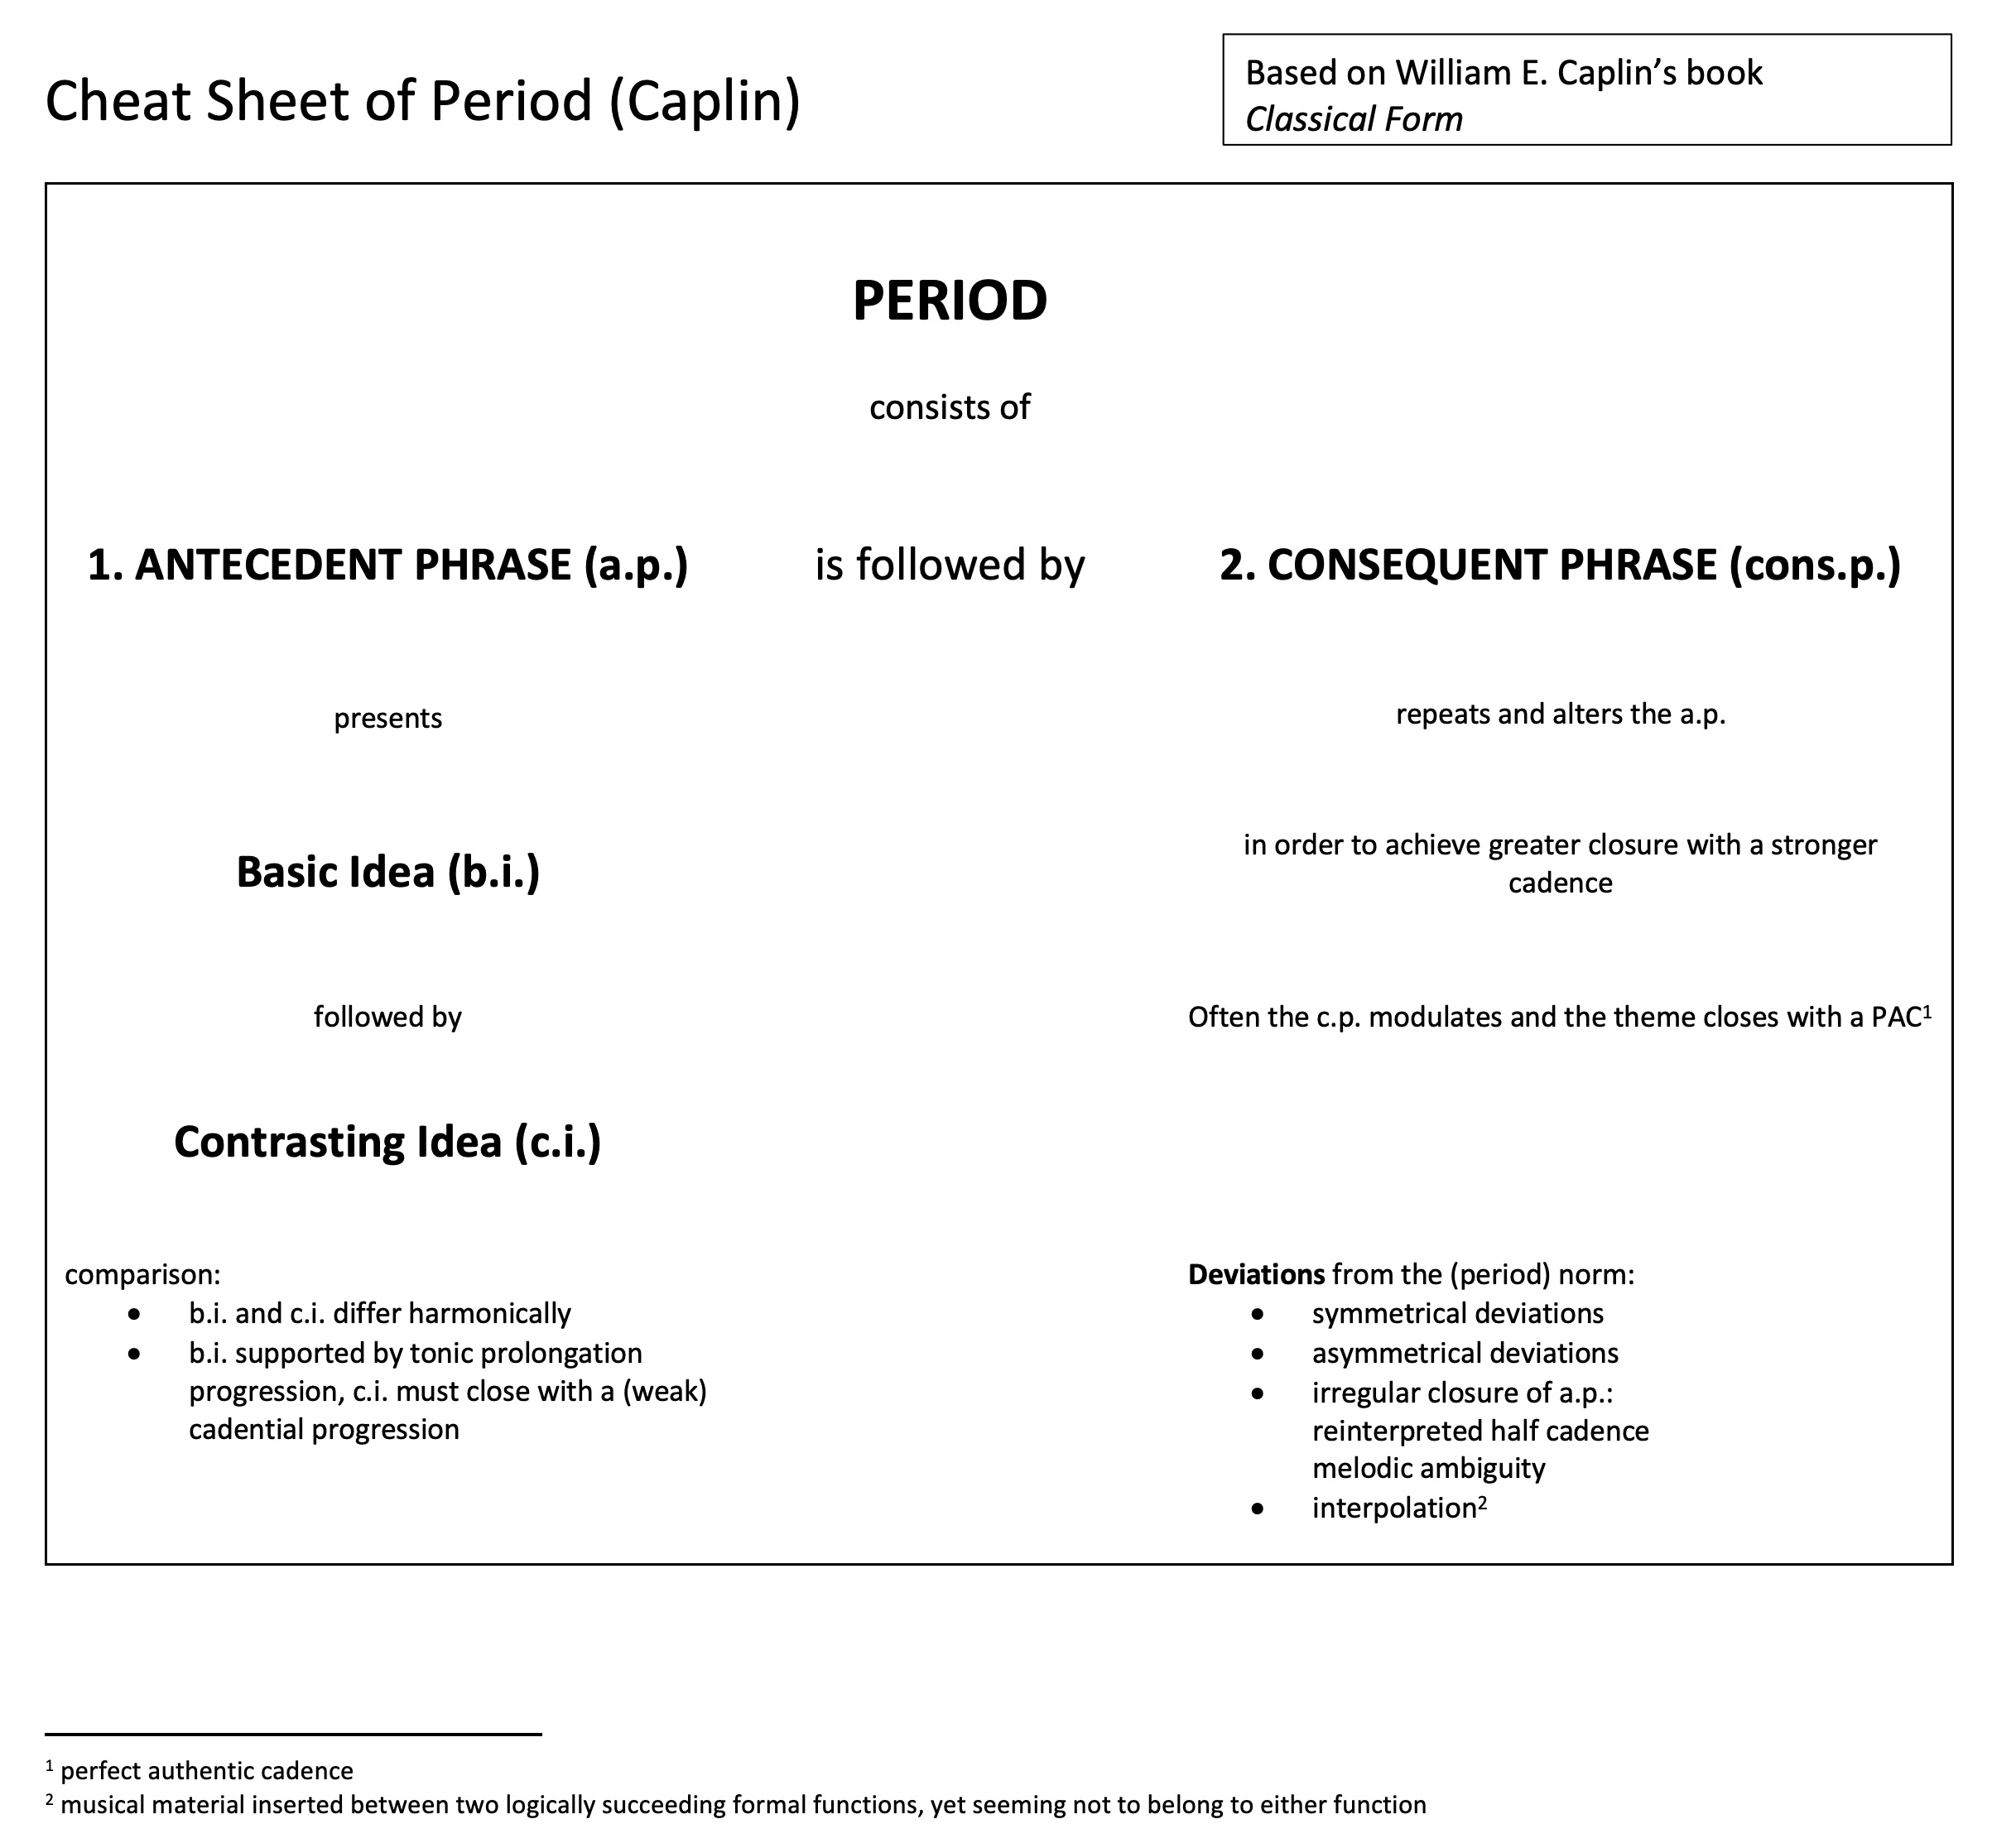 Cheat Sheet of Period (Caplin)
Based on William E. Caplin’s book
Classical Form
PERIOD
consists of
1. ANTECEDENT PHRASE (a.p.)
is followed by
2. CONSEQUENT PHRASE (cons.p.)
presents
Basic Idea (b.i.)
followed by
Contrasting Idea (c.i.)
comparison:
• b.i. and c.i. differ harmonically
• b.i. supported by tonic prolongation
progression, c.i. must close with a (weak)
cadential progression
repeats and alters the a.p.
in order to achieve greater closure with a stronger
cadence
Often the c.p. modulates and the theme closes with a PAC¹
Deviations from the (period) norm:
• symmetrical deviations
• asymmetrical deviations
• irregular closure of a.p.:
reinterpreted half cadence
melodic ambiguity
• interpolation²
¹ perfect authentic cadence
² musical material inserted between two logically succeeding formal functions, yet seeming not to belong to either function